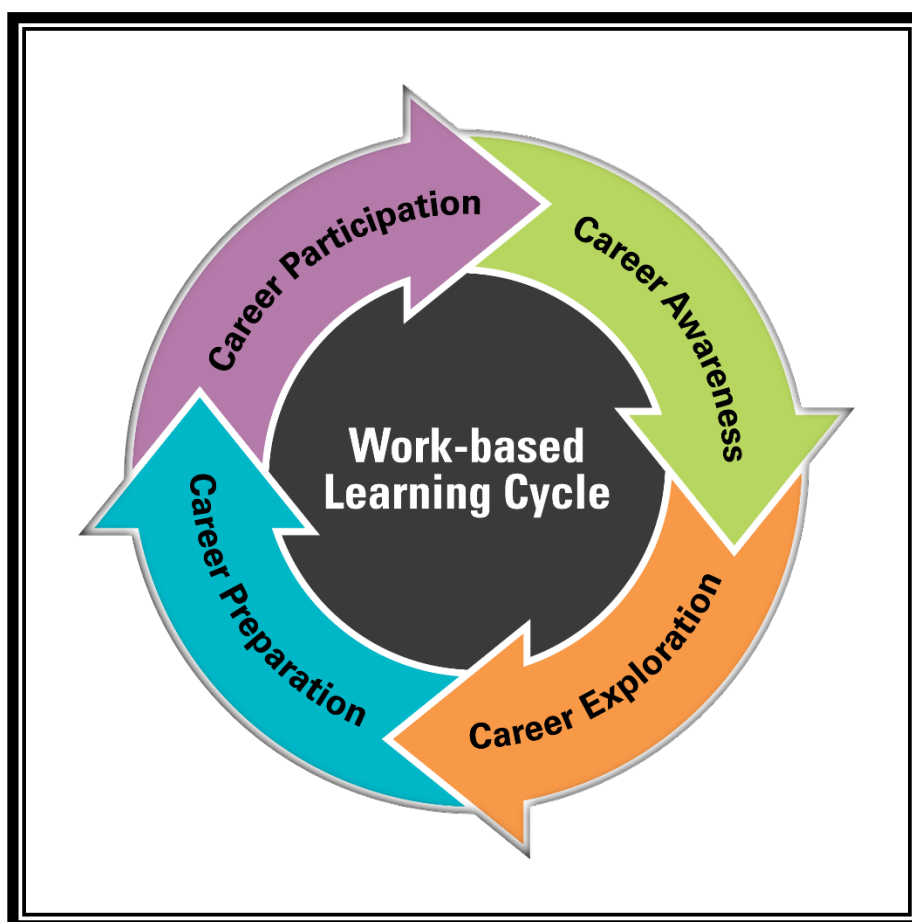 Work-based
Learning Cycle
Career Awareness
Career Exploration
Career Preparation
Career Participation